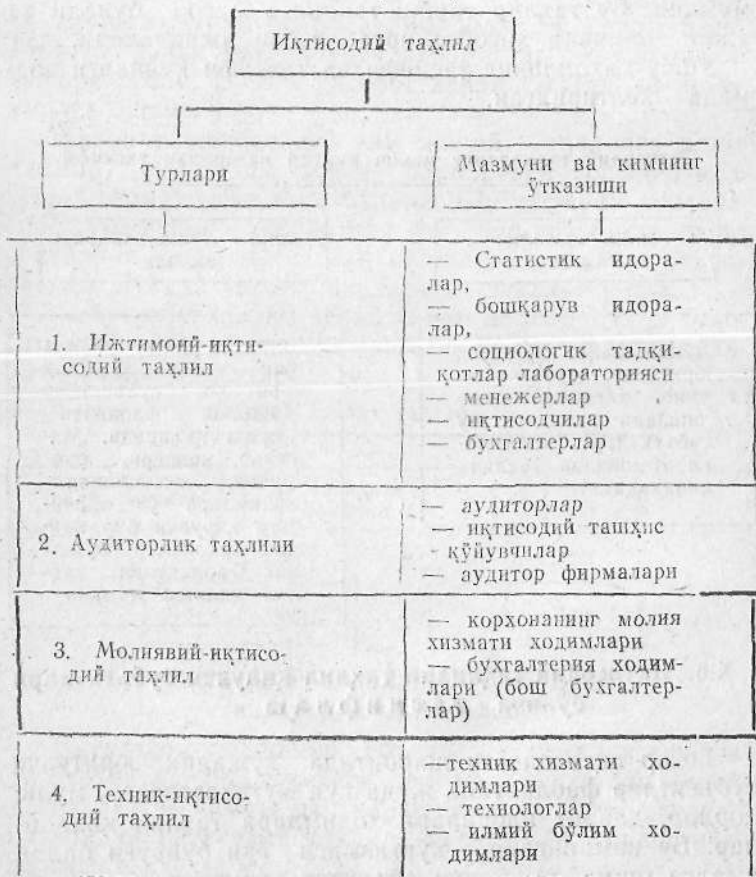 Иқтисодий таҳлил
Турлари
Мазмуни ва кимнинг
ўтказиши
1. Ижтимоий-иқти-
содий таҳлил
— Статистик идора-
лар,
— бошқарув идора-
лар,
— социологик тадқи-
қотлар лабораторияси
— менежерлар
— иқтисодчилар
— бухгалтерлар
2. Аудиторлик таҳлили
— аудиторлар
— иқтисодий ташҳис
қўйувчилар
— аудитор фирмалари
3. Молиявий-иқтисо-
дий таҳлил
— корхонанинг молия
хизмати ходимлари
— бухгалтерия ходим-
лари (бош бухгалтер-
лар)
4. Техник-иқтисо-
дий таҳлил
—техник хизмати хо-
димлари
— технологлар
— илмий бўлим хо-
димлари